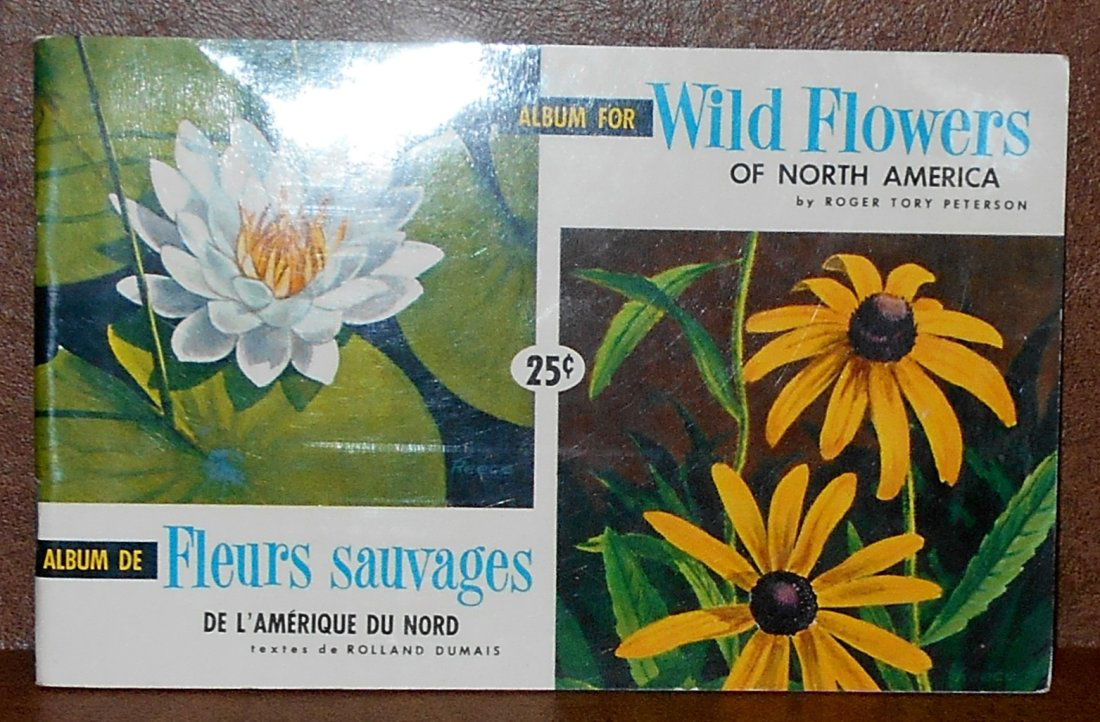 ALBUM FOR Wild Flowers
OF NORTH AMERICA
by ROGER TORY PETERSON
25¢
REECE
ALBUM DE Fleurs sauvages
DE L'AMÉRIQUE DU NORD
textes de ROLLAND DUMAIS